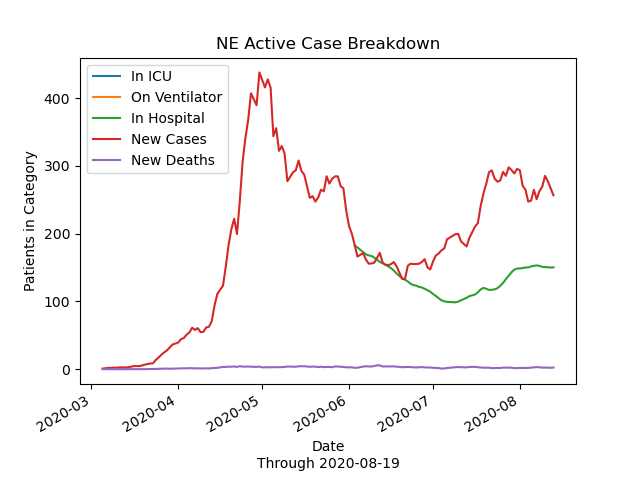 NE Active Case Breakdown
In ICU
On Ventilator
In Hospital
New Cases
New Deaths
Patients in Category
400
300
200
100
0
2020-03
2020-04
2020-05
2020-06
2020-07
2020-08
Date
Through 2020-08-19